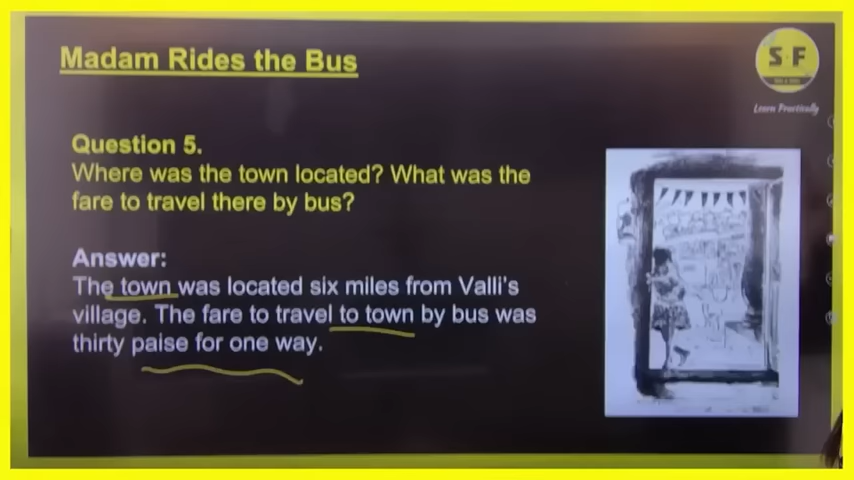 Madam Rides the Bus
S F
Learn Practically
Question 5.
Where was the town located? What was the
fare to travel there by bus?
Answer:
The town was located six miles from Valli's
village. The fare to travel to town by bus was
thirty paise for one way.